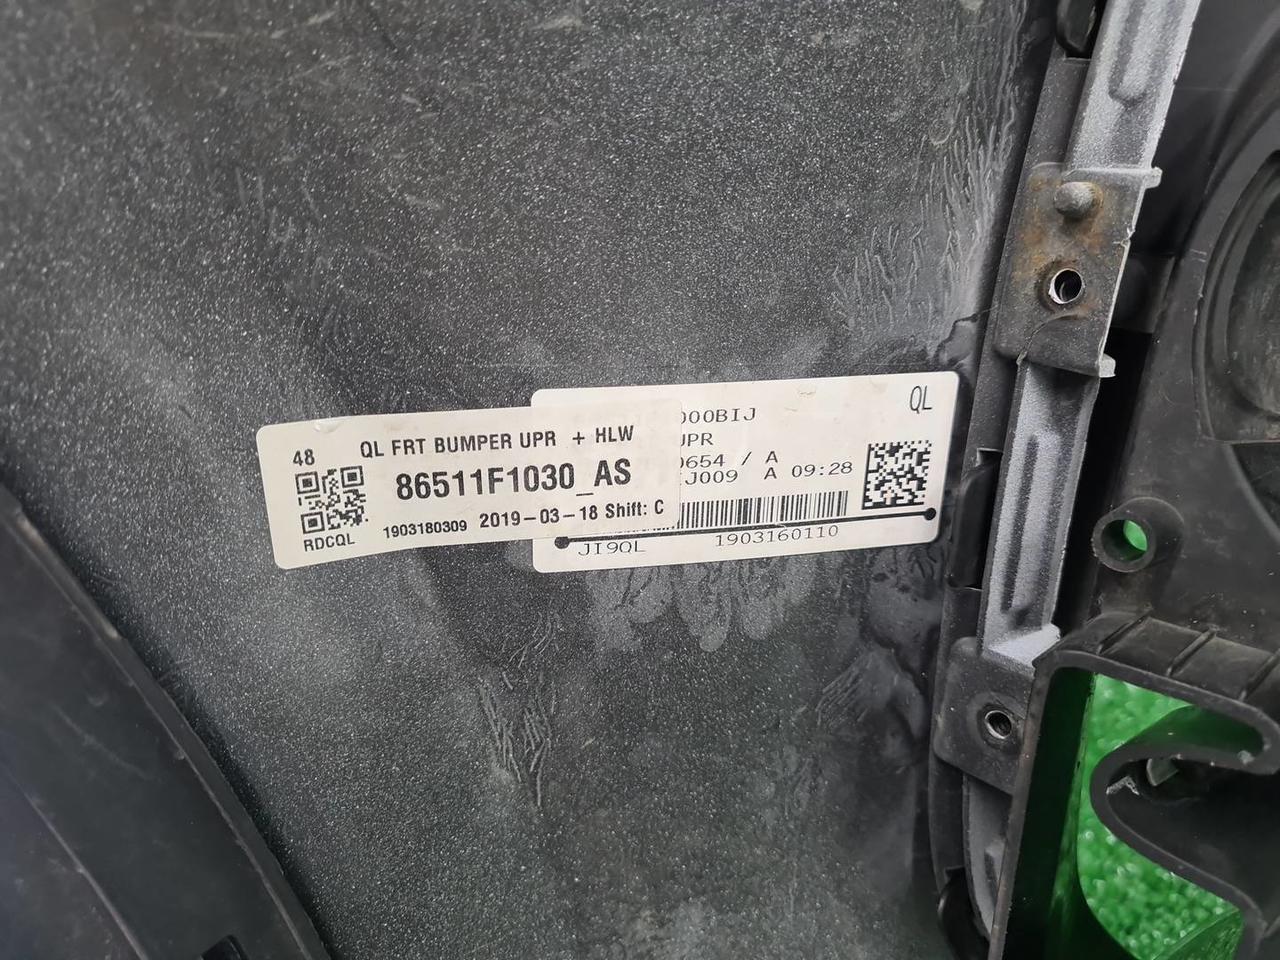 48 QL FRT BUMPER UPR + HLW
86511F1030_AS
RDCQL 1903180309 2019-03-18 Shift: C
QL
000BIJ
UPR
0654 / A
IJ009 A 09:28
JI9QL 1903160110